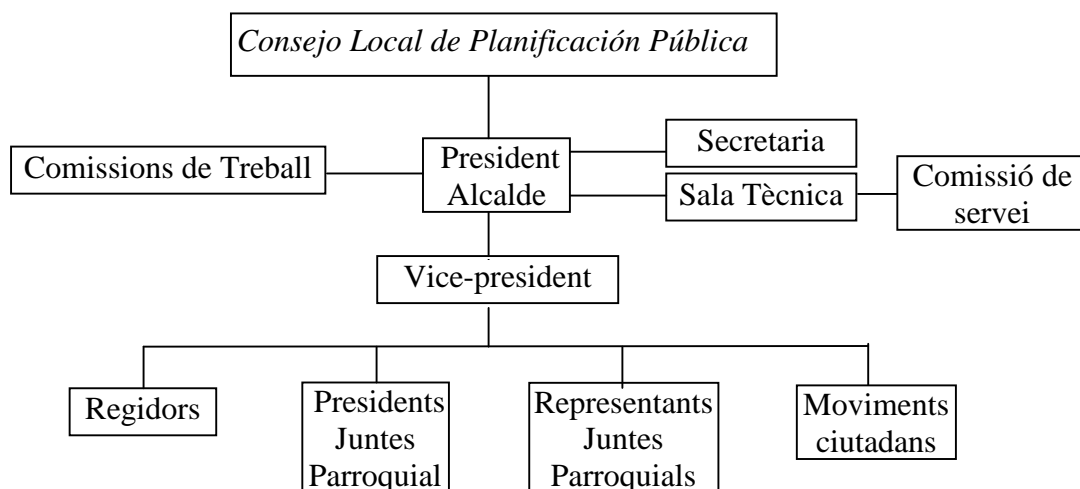 Consejo Local de Planificación Pública
Comissions de Treball
President
Alcalde
Secretaria
Sala Tècnica
Comissió de
servei
Vice-president
Regidors
Presidents
Juntes
Parroquial
Representants
Juntes
Parroquials
Moviments
ciutadans